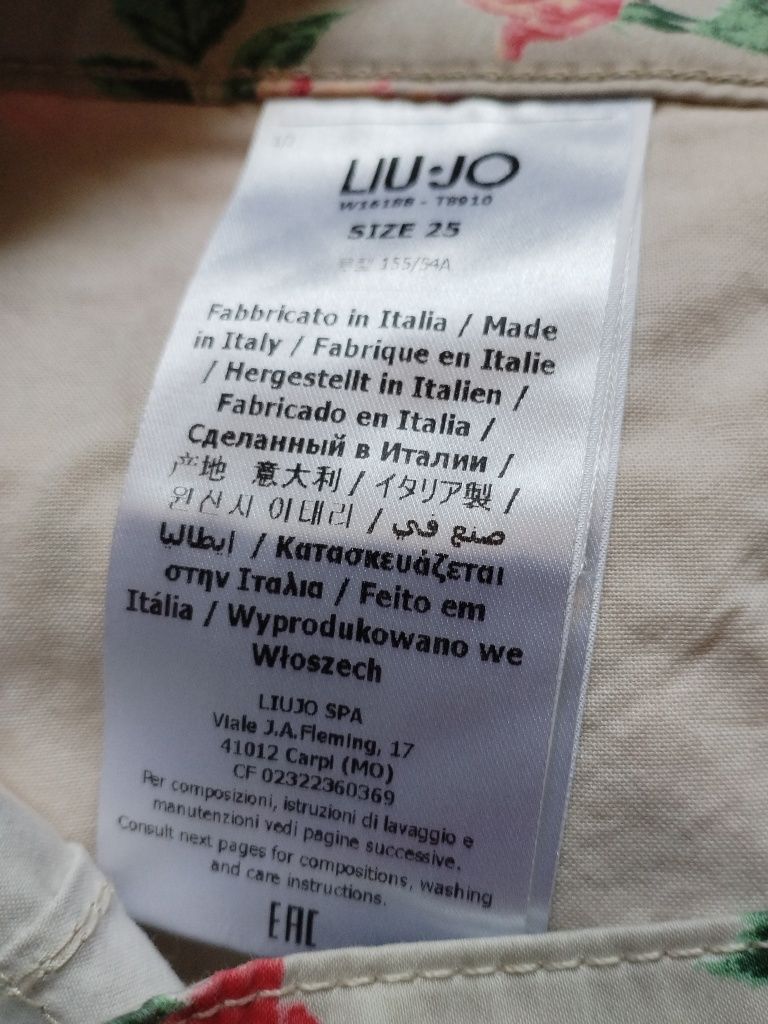 1/
LIU·JO
W16188 - T8910
SIZE 25
155/54A
Fabbricato in Italia / Made
in Italy / Fabrique en Italie
/ Hergestellt in Italien /
Fabricado en Italia /
Сделанный в Италии /
产地 意大利 / イタリア製 /
원산지 이태리 / صنع في
ايطاليا / Κατασκευάζεται
στην Ιταλια / Feito em
Itália / Wyprodukowano we
Włoszech
LIUJO SPA
Viale J.A.Fleming, 17
41012 Carpi (MO)
CF 02322360369
Per composizioni, istruzioni di lavaggio e
manutenzioni vedi pagine successive.
Consult next pages for compositions, washing
and care instructions.
EAC